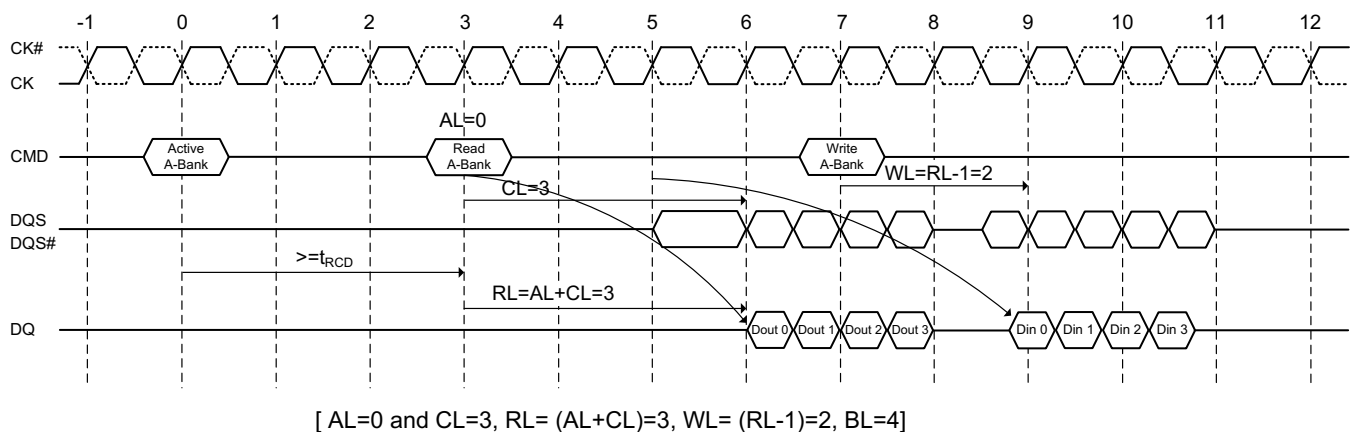 -1 0 1 2 3 4 5 6 7 8 9 10 11 12
CK#
CK
AL=0
CMD Active A-Bank Read A-Bank Write A-Bank
WL=RL-1=2
CL=3
DQS
DQS#
>=tRCD
RL=AL+CL=3
DQ Dout 0 Dout 1 Dout 2 Dout 3 Din 0 Din 1 Din 2 Din 3
[ AL=0 and CL=3, RL= (AL+CL)=3, WL= (RL-1)=2, BL=4]